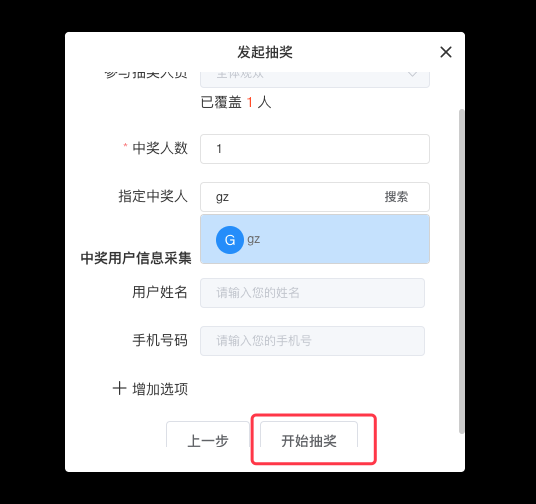 发起抽奖
参与抽奖人员 全体观众
已覆盖 1 人
* 中奖人数 1
指定中奖人 gz 搜索
G gz
中奖用户信息采集
用户姓名 请输入您的姓名
手机号码 请输入您的手机号
增加选项
上一步 开始抽奖